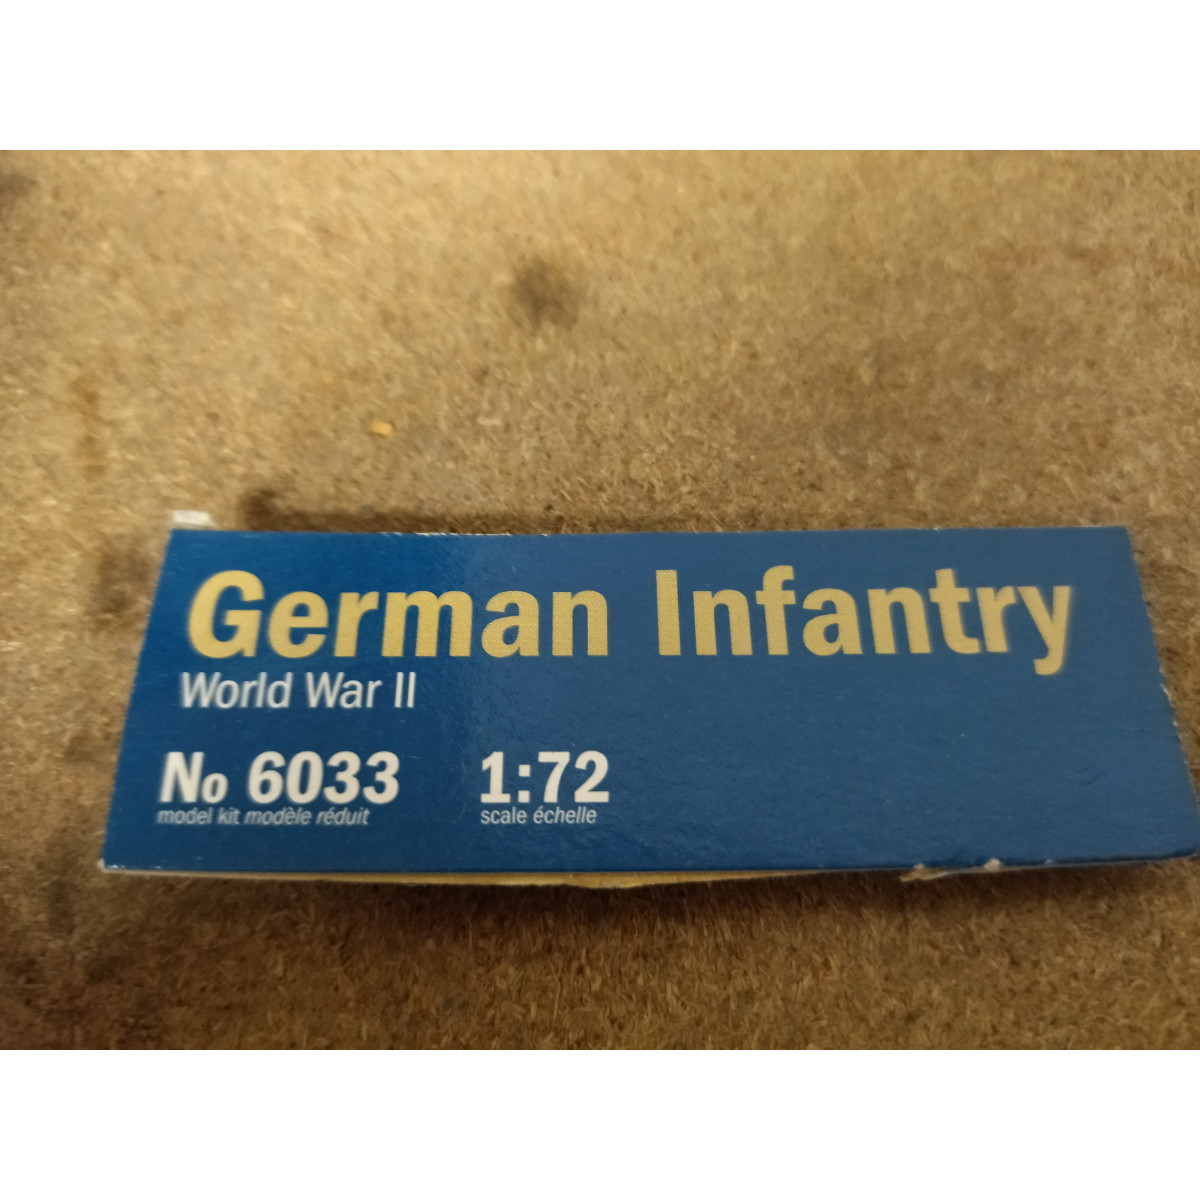 German Infantry
World War II
No 6033 1:72
model kit modèle réduit scale échelle